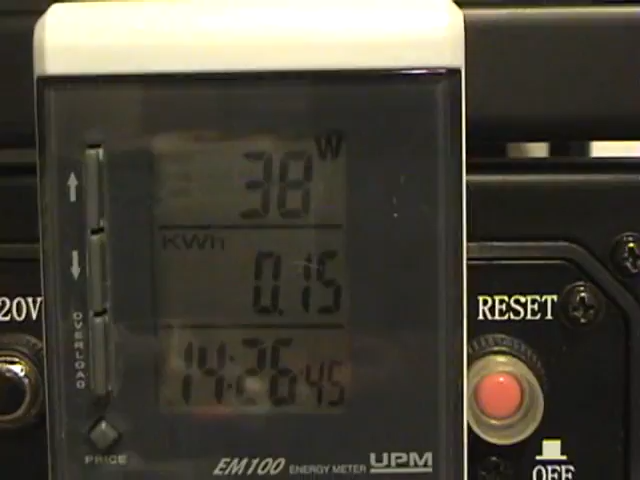 38 W
KWh
0.15
14:26 45
OVERLOAD
PRICE
EM100 ENERGY METER UPM
20V
RESET
OFF